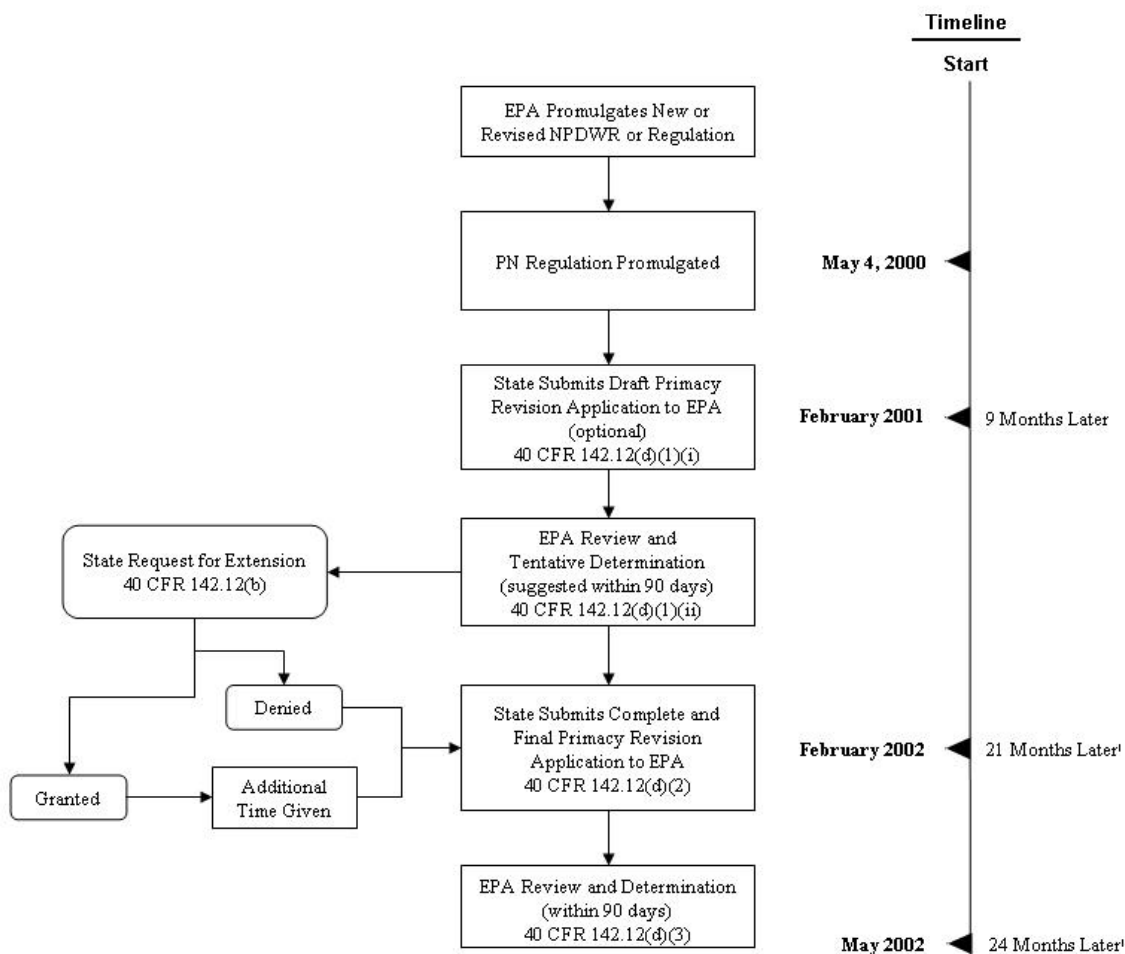 Timeline
Start
EPA Promulgates New or
Revised NPDWR or Regulation
PN Regulation Promulgated
May 4, 2000
State Submits Draft Primacy
Revision Application to EPA
(optional)
40 CFR 142.12(d)(1)(i)
February 2001
9 Months Later
EPA Review and
Tentative Determination
(suggested within 90 days)
40 CFR 142.12(d)(1)(ii)
State Request for Extension
40 CFR 142.12(b)
Denied
Granted
Additional
Time Given
State Submits Complete and
Final Primacy Revision
Application to EPA
40 CFR 142.12(d)(2)
February 2002
21 Months Later¹
EPA Review and Determination
(within 90 days)
40 CFR 142.12(d)(3)
May 2002
24 Months Later¹